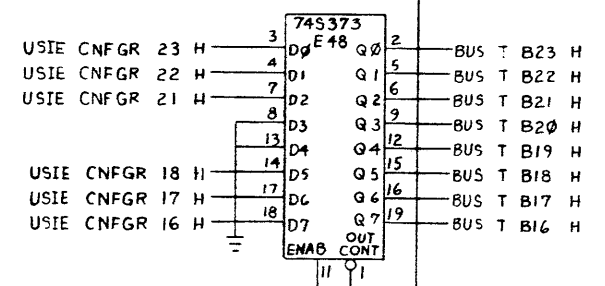 74S373
E48
USIE CNFGR 23 H 3 D0 Q0 2 BUS T B23 H
USIE CNFGR 22 H 4 D1 Q1 5 BUS T B22 H
USIE CNFGR 21 H 7 D2 Q2 6 BUS T B21 H
8 D3 Q3 9 BUS T B2Ø H
13 D4 Q4 12 BUS T B19 H
USIE CNFGR 18 H 14 D5 Q5 15 BUS T B18 H
USIE CNFGR 17 H 17 D6 Q6 16 BUS T B17 H
USIE CNFGR 16 H 18 D7 Q7 19 BUS T B16 H
OUT
ENAB CONT
11 1